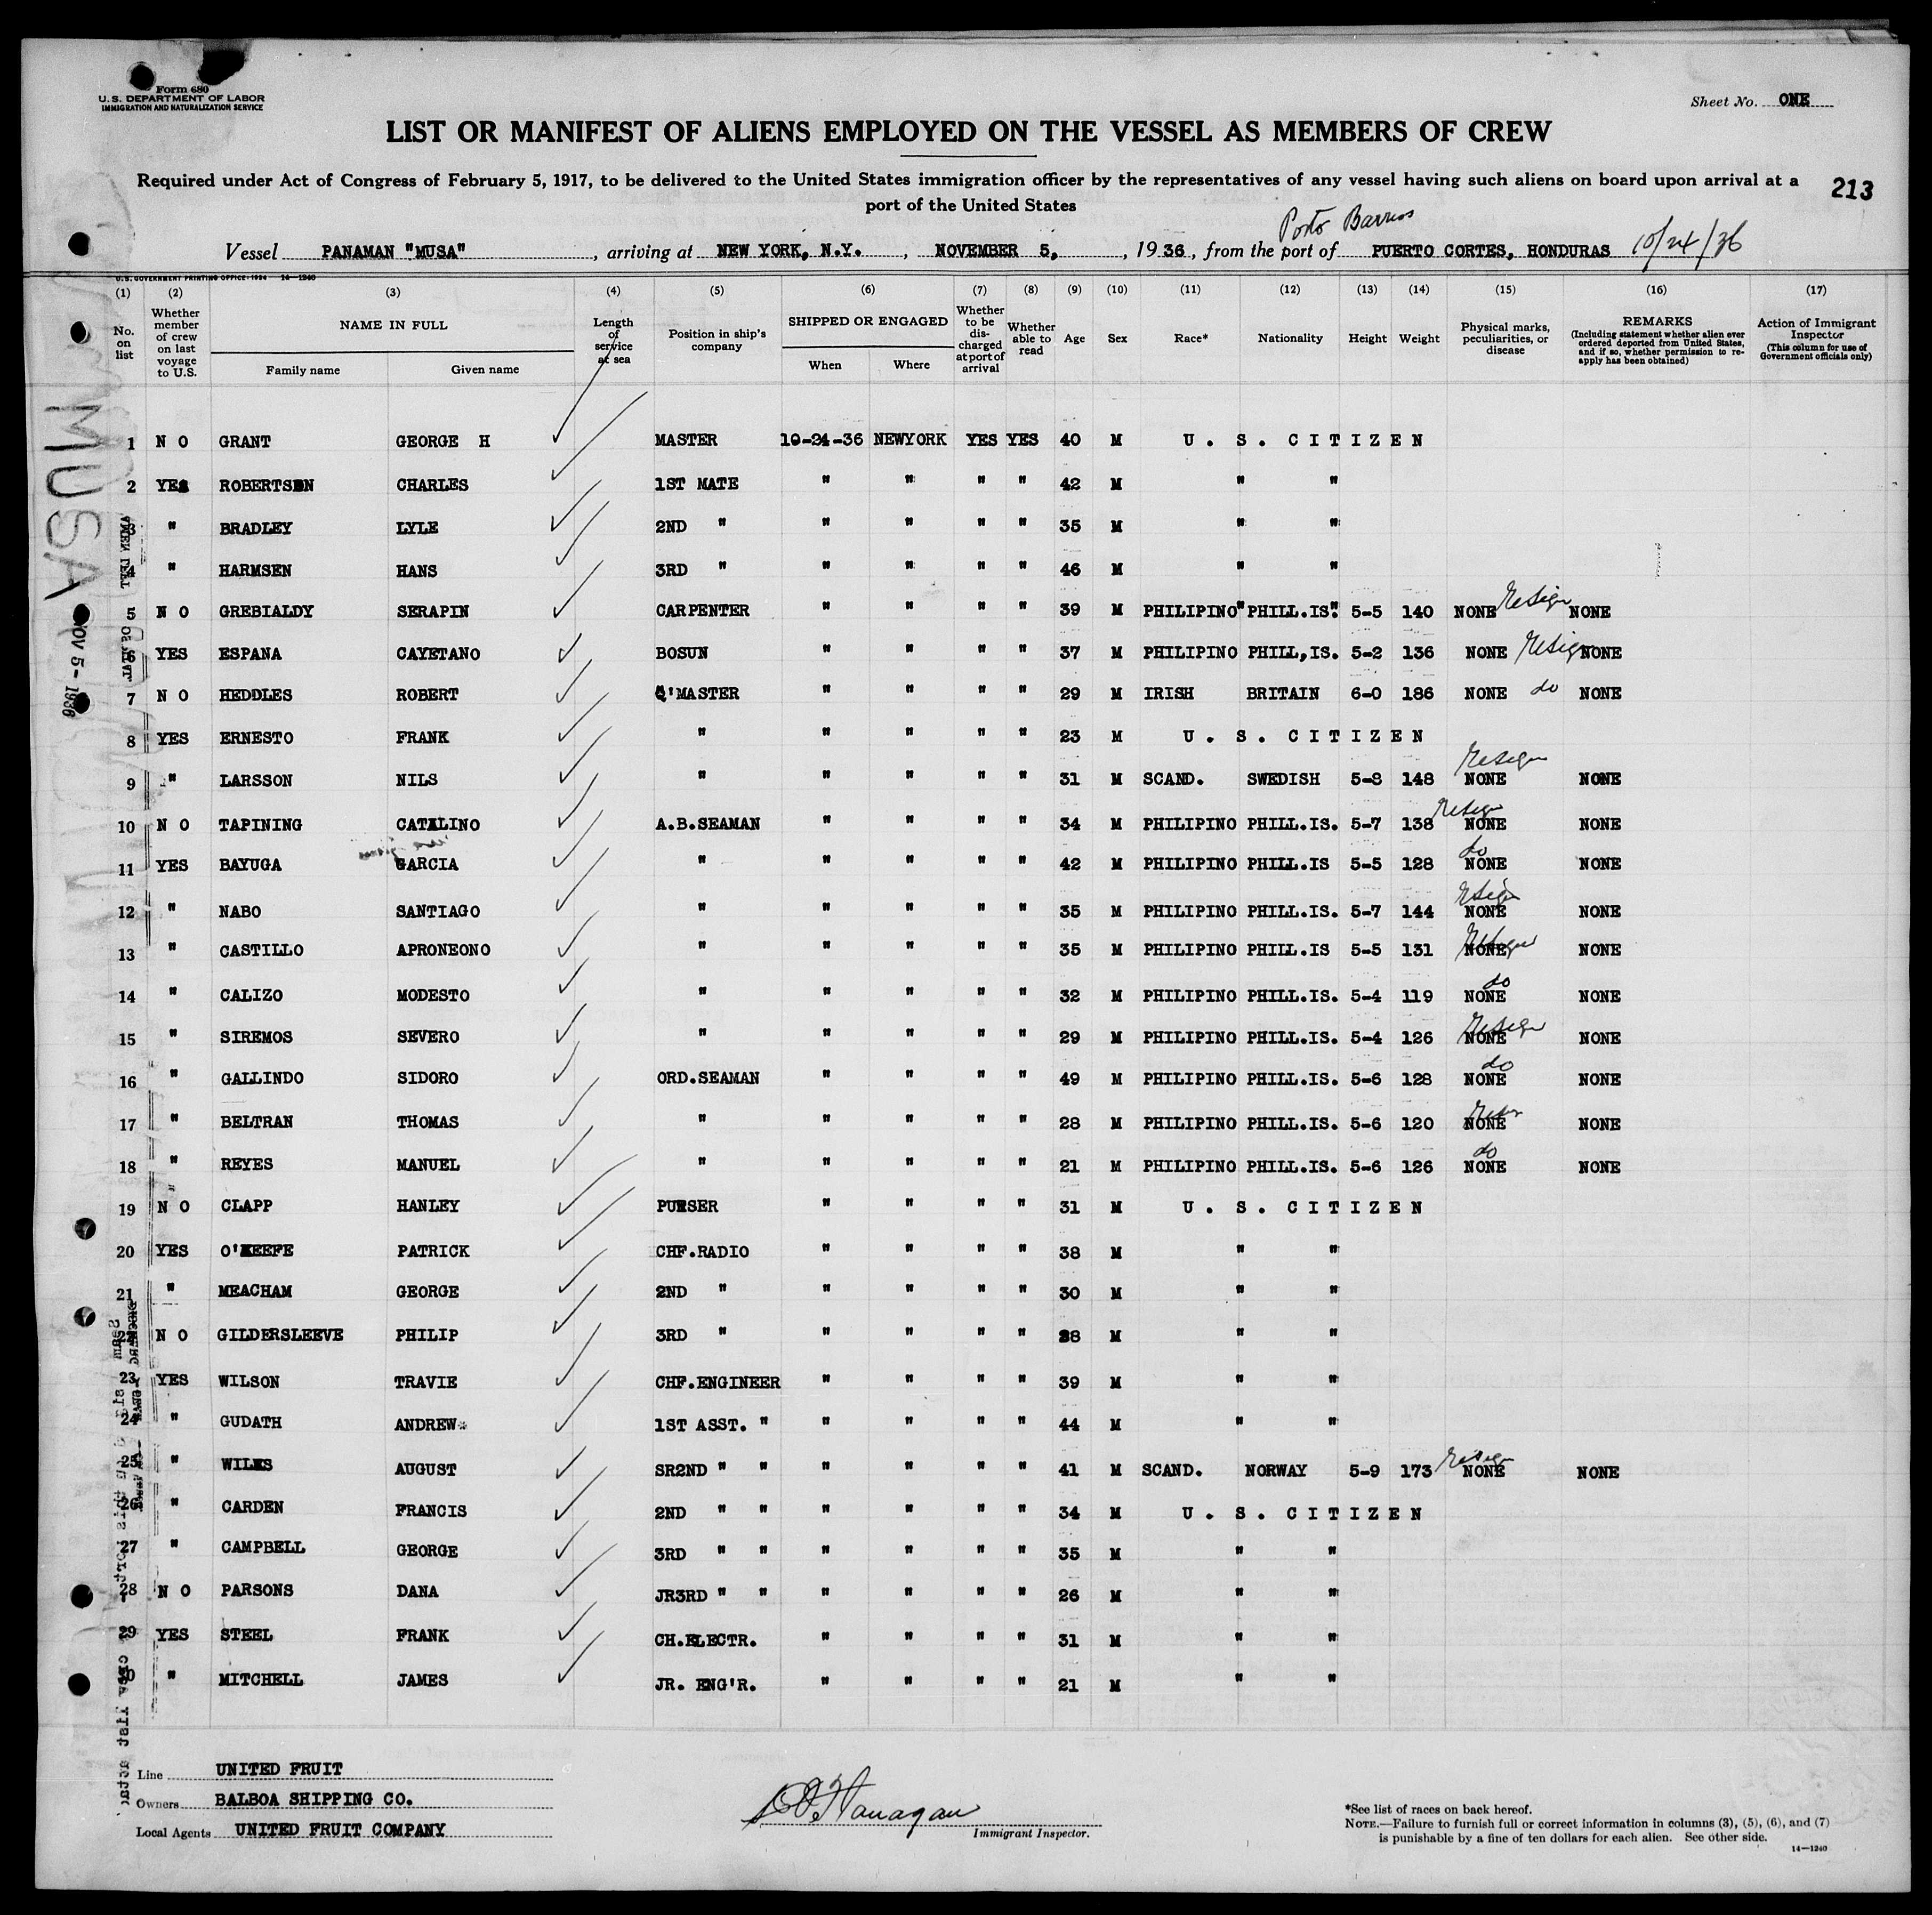 Form 680
U.S. DEPARTMENT OF LABOR
IMMIGRATION AND NATURALIZATION SERVICE
Sheet No. ONE
LIST OR MANIFEST OF ALIENS EMPLOYED ON THE VESSEL AS MEMBERS OF CREW
Required under Act of Congress of February 5, 1917, to be delivered to the United States immigration officer by the representatives of any vessel having such aliens on board upon arrival at a
port of the United States
213
Porto Barrios
Vessel PANAMAN "MUSA", arriving at NEW YORK, N.Y., NOVEMBER 5,, 1936, from the port of PUERTO CORTES, HONDURAS 10/24/36
U.S. GOVERNMENT PRINTING OFFICE: 1934 14—1240
(1) (2) (3) (4) (5) (6) (7) (8) (9) (10) (11) (12) (13) (14) (15) (16) (17)
No. on list
Whether member of crew on last voyage to U.S.
NAME IN FULL
Family name Given name
Length of service at sea
Position in ship's company
SHIPPED OR ENGAGED
When Where
Whether to be discharged at port of arrival
Whether able to read
Age
Sex
Race*
Nationality
Height
Weight
Physical marks, peculiarities, or disease
REMARKS
(Including statement whether alien ever ordered deported from United States, and if so, whether permission to reapply has been obtained)
Action of Immigrant Inspector
(This column for use of Government officials only)
1 N O GRANT GEORGE H MASTER 10-24-36 NEWYORK YES YES 40 M U. S. CITIZEN
2 YES ROBERTSON CHARLES 1ST MATE " " " " 42 M " "
3 " BRADLEY LYLE 2ND " " " " " 35 M " "
4 " HARMSEN HANS 3RD " " " " " 46 M " "
5 N O GREBIALDY SERAPIN CARPENTER " " " " 39 M PHILIPINO" PHILL.IS". 5-5 140 NONE Resign NONE
6 YES ESPANA CAYETANO BOSUN " " " " 37 M PHILIPINO PHILL,IS. 5-2 136 NONE Resign NONE
7 N O HEDDLES ROBERT Q'MASTER " " " " 29 M IRISH BRITAIN 6-0 186 NONE do NONE
8 YES ERNESTO FRANK " " " " " 23 M U. S. CITIZEN
9 " LARSSON NILS " " " " " 31 M SCAND. SWEDISH 5-8 148 Resign NONE NONE
10 N O TAPINING CATALINO A.B.SEAMAN " " " " 34 M PHILIPINO PHILL.IS. 5-7 138 Resign NONE NONE
11 YES BAYUGA GARCIA " " " " " 42 M PHILIPINO PHILL.IS 5-5 128 do NONE NONE
12 " NABO SANTIAGO " " " " " 35 M PHILIPINO PHILL.IS. 5-7 144 Resign NONE NONE
13 " CASTILLO APRONEONO " " " " " 35 M PHILIPINO PHILL.IS 5-5 131 Resign NONE NONE
14 " CALIZO MODESTO " " " " " 32 M PHILIPINO PHILL.IS. 5-4 119 do NONE NONE
15 " SIREMOS SEVERO " " " " " 29 M PHILIPINO PHILL.IS. 5-4 126 Resign NONE NONE
16 " GALLINDO SIDORO ORD.SEAMAN " " " " 49 M PHILIPINO PHILL.IS. 5-6 128 do NONE NONE
17 " BELTRAN THOMAS " " " " " 28 M PHILIPINO PHILL.IS. 5-6 120 Resign NONE NONE
18 " REYES MANUEL " " " " " 21 M PHILIPINO PHILL.IS. 5-6 126 do NONE NONE
19 N O CLAPP HANLEY PURSER " " " " 31 M U. S. CITIZEN
20 YES O'KEEFE PATRICK CHF.RADIO " " " " 38 M " "
21 " MEACHAM GEORGE 2ND " " " " " 30 M " "
22 N O GILDERSLEEVE PHILIP 3RD " " " " " 28 M " "
23 YES WILSON TRAVIE CHF.ENGINEER " " " " 39 M " "
24 " GUDATH ANDREW 1ST ASST. " " " " " 44 M " "
25 " WILKS AUGUST SR2ND " " " " " " 41 M SCAND. NORWAY 5-9 173 Resign NONE NONE
26 " CARDEN FRANCIS 2ND " " " " " " 34 M U. S. CITIZEN
27 " CAMPBELL GEORGE 3RD " " " " " " 35 M " "
28 N O PARSONS DANA JR3RD " " " " " " 26 M " "
29 YES STEEL FRANK CH.ELECTR. " " " " 31 M " "
30 " MITCHELL JAMES JR. ENG'R. " " " " 21 M " "
MUSA
NOV 5- 1936
Line UNITED FRUIT
Owners BALBOA SHIPPING CO.
Local Agents UNITED FRUIT COMPANY
Immigrant Inspector.
*See list of races on back hereof.
NOTE.—Failure to furnish full or correct information in columns (3), (5), (6), and (7)
is punishable by a fine of ten dollars for each alien. See other side.
14—1240